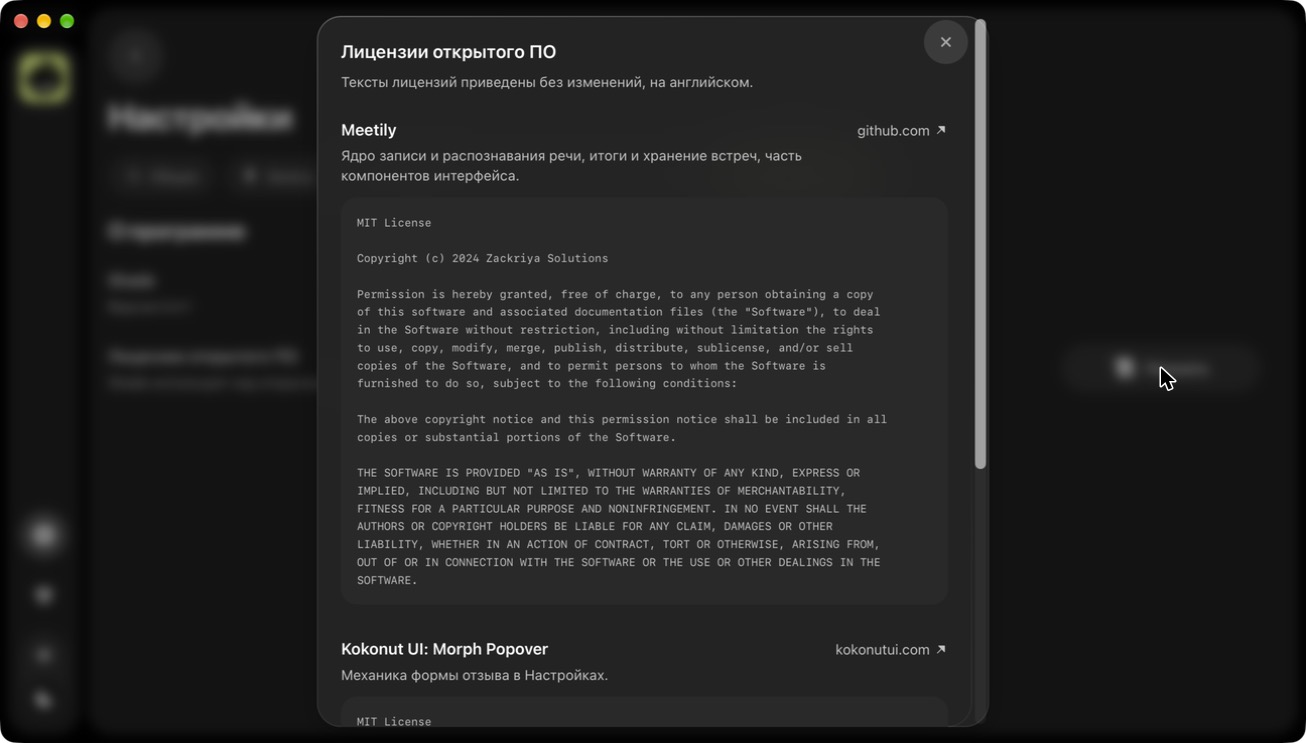 Лицензии открытого ПО
Тексты лицензий приведены без изменений, на английском.
Meetily
github.com
Ядро записи и распознавания речи, итоги и хранение встреч, часть
компонентов интерфейса.
MIT License
Copyright (c) 2024 Zackriya Solutions
Permission is hereby granted, free of charge, to any person obtaining a copy
of this software and associated documentation files (the "Software"), to deal
in the Software without restriction, including without limitation the rights
to use, copy, modify, merge, publish, distribute, sublicense, and/or sell
copies of the Software, and to permit persons to whom the Software is
furnished to do so, subject to the following conditions:
The above copyright notice and this permission notice shall be included in all
copies or substantial portions of the Software.
THE SOFTWARE IS PROVIDED "AS IS", WITHOUT WARRANTY OF ANY KIND, EXPRESS OR
IMPLIED, INCLUDING BUT NOT LIMITED TO THE WARRANTIES OF MERCHANTABILITY,
FITNESS FOR A PARTICULAR PURPOSE AND NONINFRINGEMENT. IN NO EVENT SHALL THE
AUTHORS OR COPYRIGHT HOLDERS BE LIABLE FOR ANY CLAIM, DAMAGES OR OTHER
LIABILITY, WHETHER IN AN ACTION OF CONTRACT, TORT OR OTHERWISE, ARISING FROM,
OUT OF OR IN CONNECTION WITH THE SOFTWARE OR THE USE OR OTHER DEALINGS IN THE
SOFTWARE.
Kokonut UI: Morph Popover
kokonutui.com
Механика формы отзыва в Настройках.
MIT License
Настройки
О программе
Лицензии открытого ПО